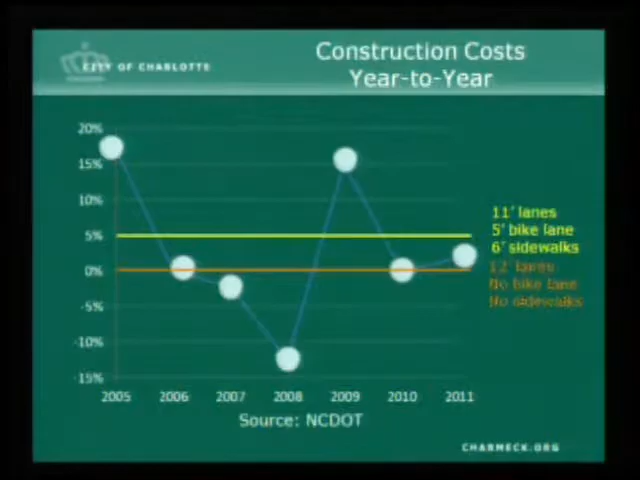 CITY OF CHARLOTTE
Construction Costs
Year-to-Year
20%
15%
10%
5%
0%
-5%
-10%
-15%
11' lanes
5' bike lane
6' sidewalks
12' lanes
No bike lane
No sidewalks
2005 2006 2007 2008 2009 2010 2011
Source: NCDOT
CHARMECK.ORG